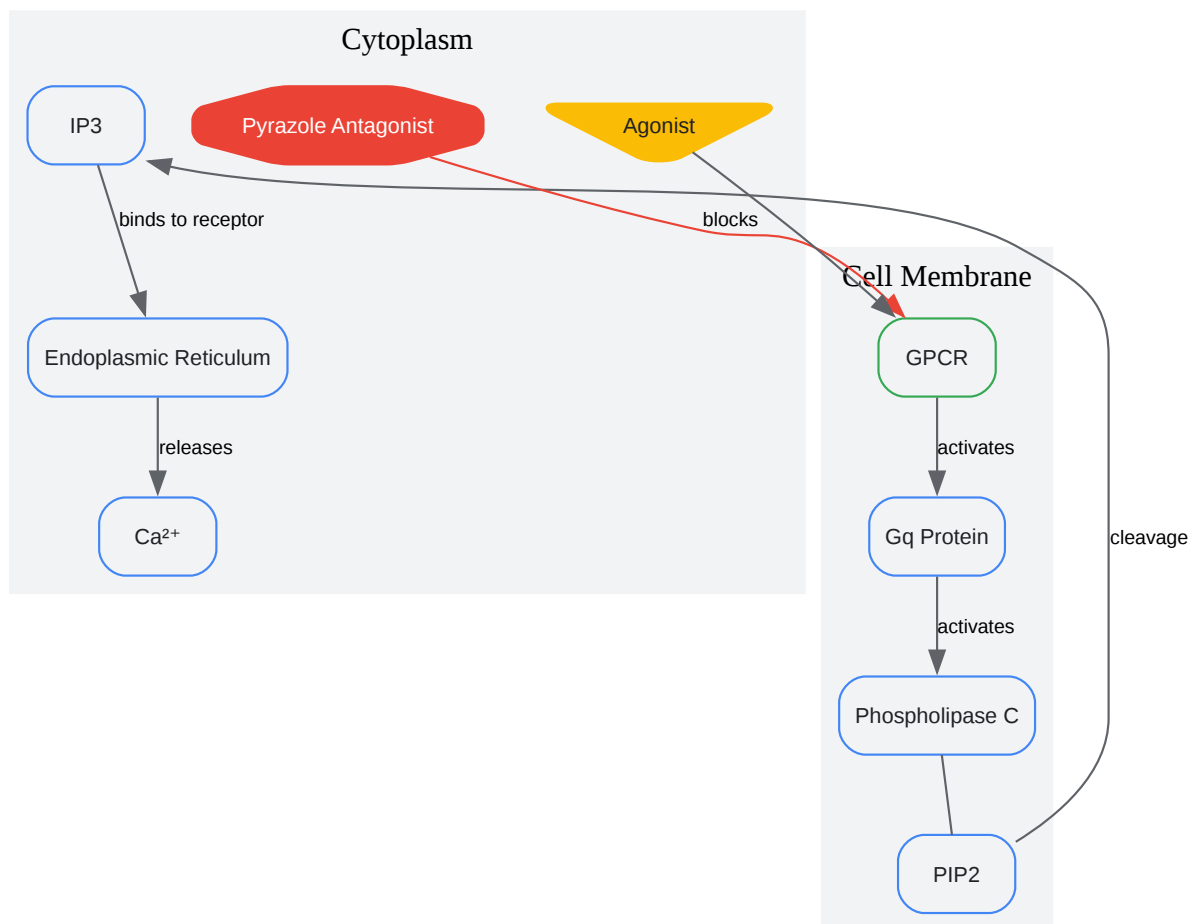 Cytoplasm
IP3
Pyrazole Antagonist
Agonist
binds to receptor
blocks
Cell Membrane
Endoplasmic Reticulum
GPCR
releases
activates
Ca²⁺
Gq Protein
cleavage
activates
Phospholipase C
PIP2